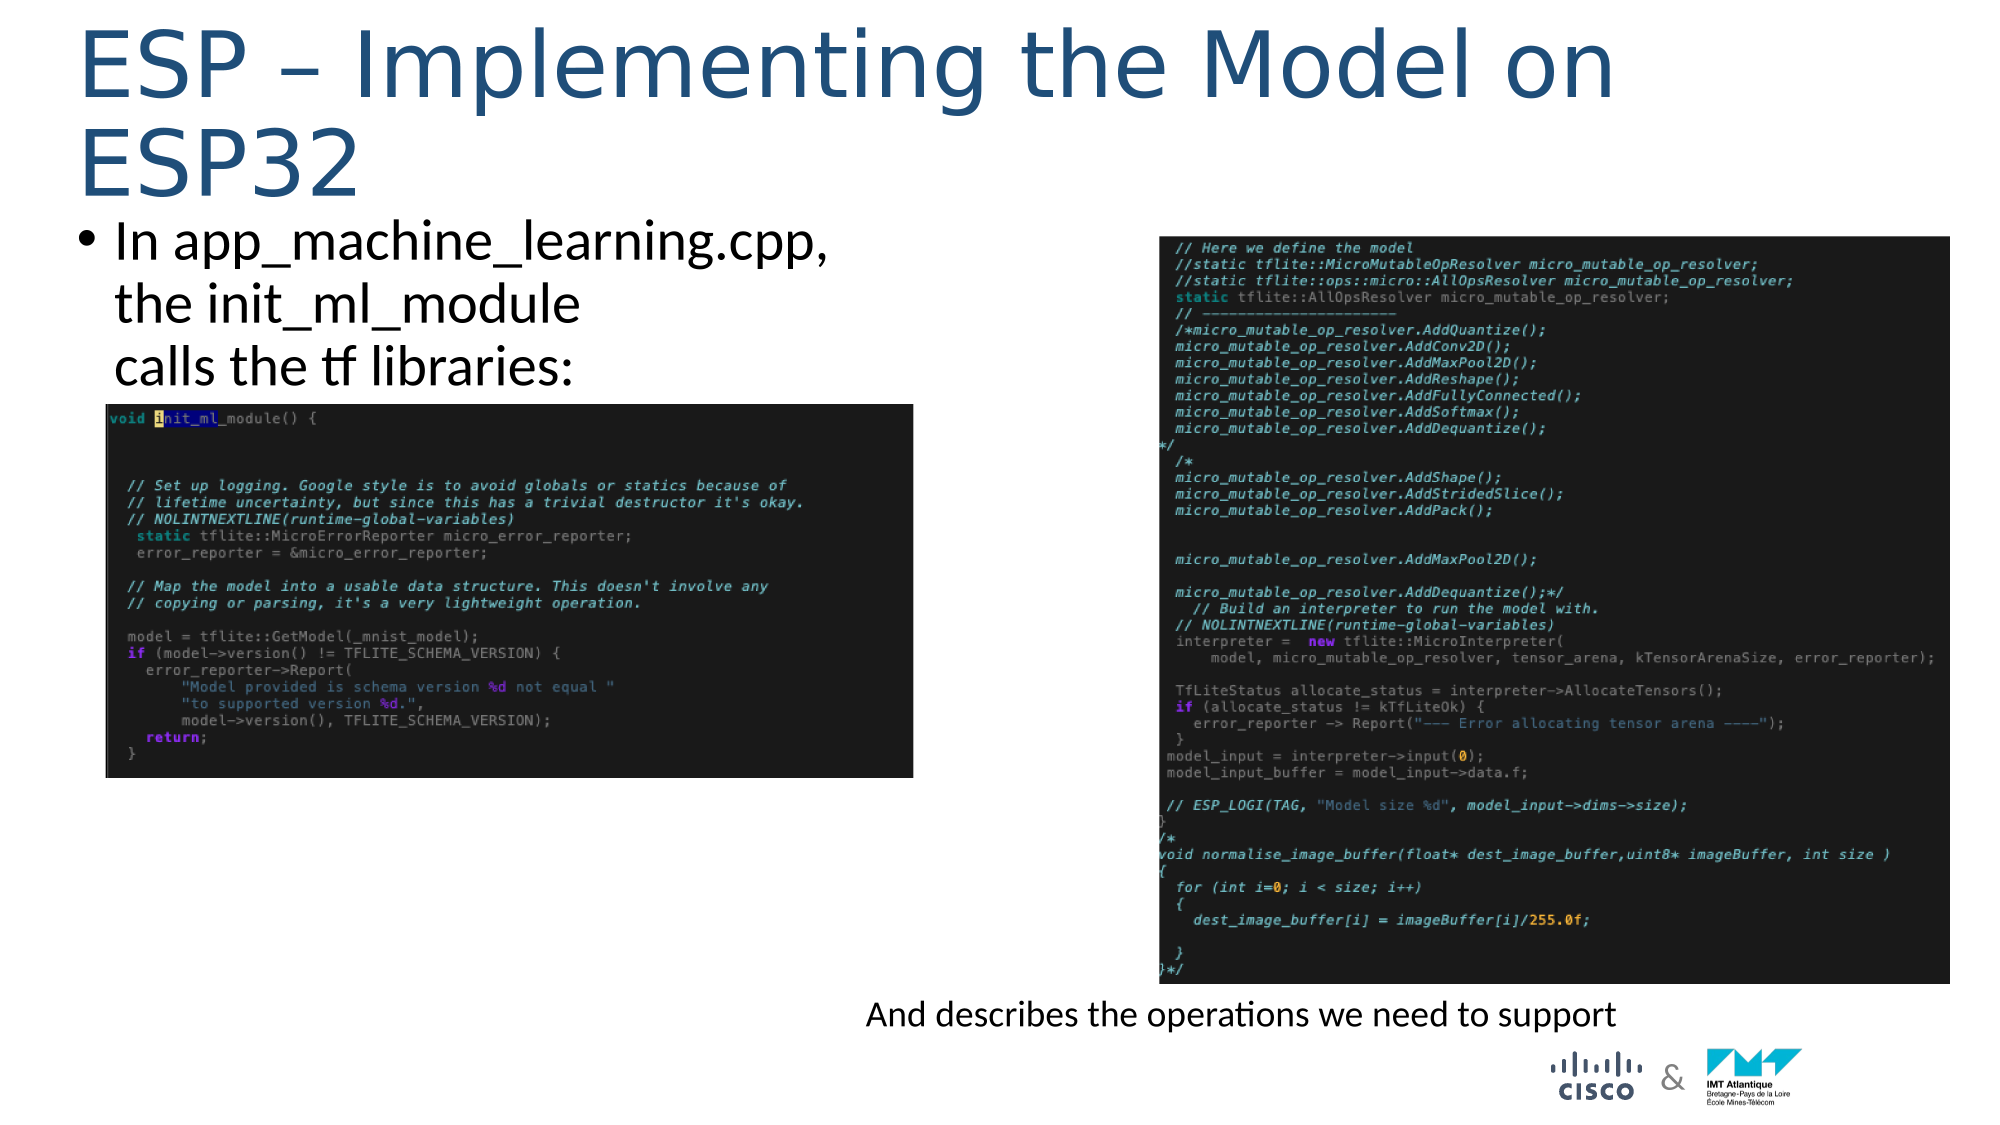 ESP – Implementing the Model on
ESP32
• In app_machine_learning.cpp,
the init_ml_module
calls the tf libraries:
void init_ml_module() {
// Set up logging. Google style is to avoid globals or statics because of
// lifetime uncertainty, but since this has a trivial destructor it's okay.
// NOLINTNEXTLINE(runtime-global-variables)
static tflite::MicroErrorReporter micro_error_reporter;
error_reporter = &micro_error_reporter;
// Map the model into a usable data structure. This doesn't involve any
// copying or parsing, it's a very lightweight operation.
model = tflite::GetModel(_mnist_model);
if (model->version() != TFLITE_SCHEMA_VERSION) {
error_reporter->Report(
"Model provided is schema version %d not equal "
"to supported version %d.",
model->version(), TFLITE_SCHEMA_VERSION);
return;
}
// Here we define the model
//static tflite::MicroMutableOpResolver micro_mutable_op_resolver;
//static tflite::ops::micro::AllOpsResolver micro_mutable_op_resolver;
static tflite::AllOpsResolver micro_mutable_op_resolver;
// ----------------------
/*micro_mutable_op_resolver.AddQuantize();
micro_mutable_op_resolver.AddConv2D();
micro_mutable_op_resolver.AddMaxPool2D();
micro_mutable_op_resolver.AddReshape();
micro_mutable_op_resolver.AddFullyConnected();
micro_mutable_op_resolver.AddSoftmax();
micro_mutable_op_resolver.AddDequantize();
*/
/*
micro_mutable_op_resolver.AddShape();
micro_mutable_op_resolver.AddStridedSlice();
micro_mutable_op_resolver.AddPack();
micro_mutable_op_resolver.AddMaxPool2D();
micro_mutable_op_resolver.AddDequantize();*/
// Build an interpreter to run the model with.
// NOLINTNEXTLINE(runtime-global-variables)
interpreter =  new tflite::MicroInterpreter(
model, micro_mutable_op_resolver, tensor_arena, kTensorArenaSize, error_reporter);
TfLiteStatus allocate_status = interpreter->AllocateTensors();
if (allocate_status != kTfLiteOk) {
error_reporter -> Report("--- Error allocating tensor arena ----");
}
model_input = interpreter->input(0);
model_input_buffer = model_input->data.f;
// ESP_LOGI(TAG, "Model size %d", model_input->dims->size);
}
/*
void normalise_image_buffer(float* dest_image_buffer,uint8* imageBuffer, int size )
{
for (int i=0; i < size; i++)
{
dest_image_buffer[i] = imageBuffer[i]/255.0f;
}
}*/
And describes the operations we need to support
CISCO
&
IMT Atlantique
Bretagne-Pays de la Loire
École Mines-Télécom